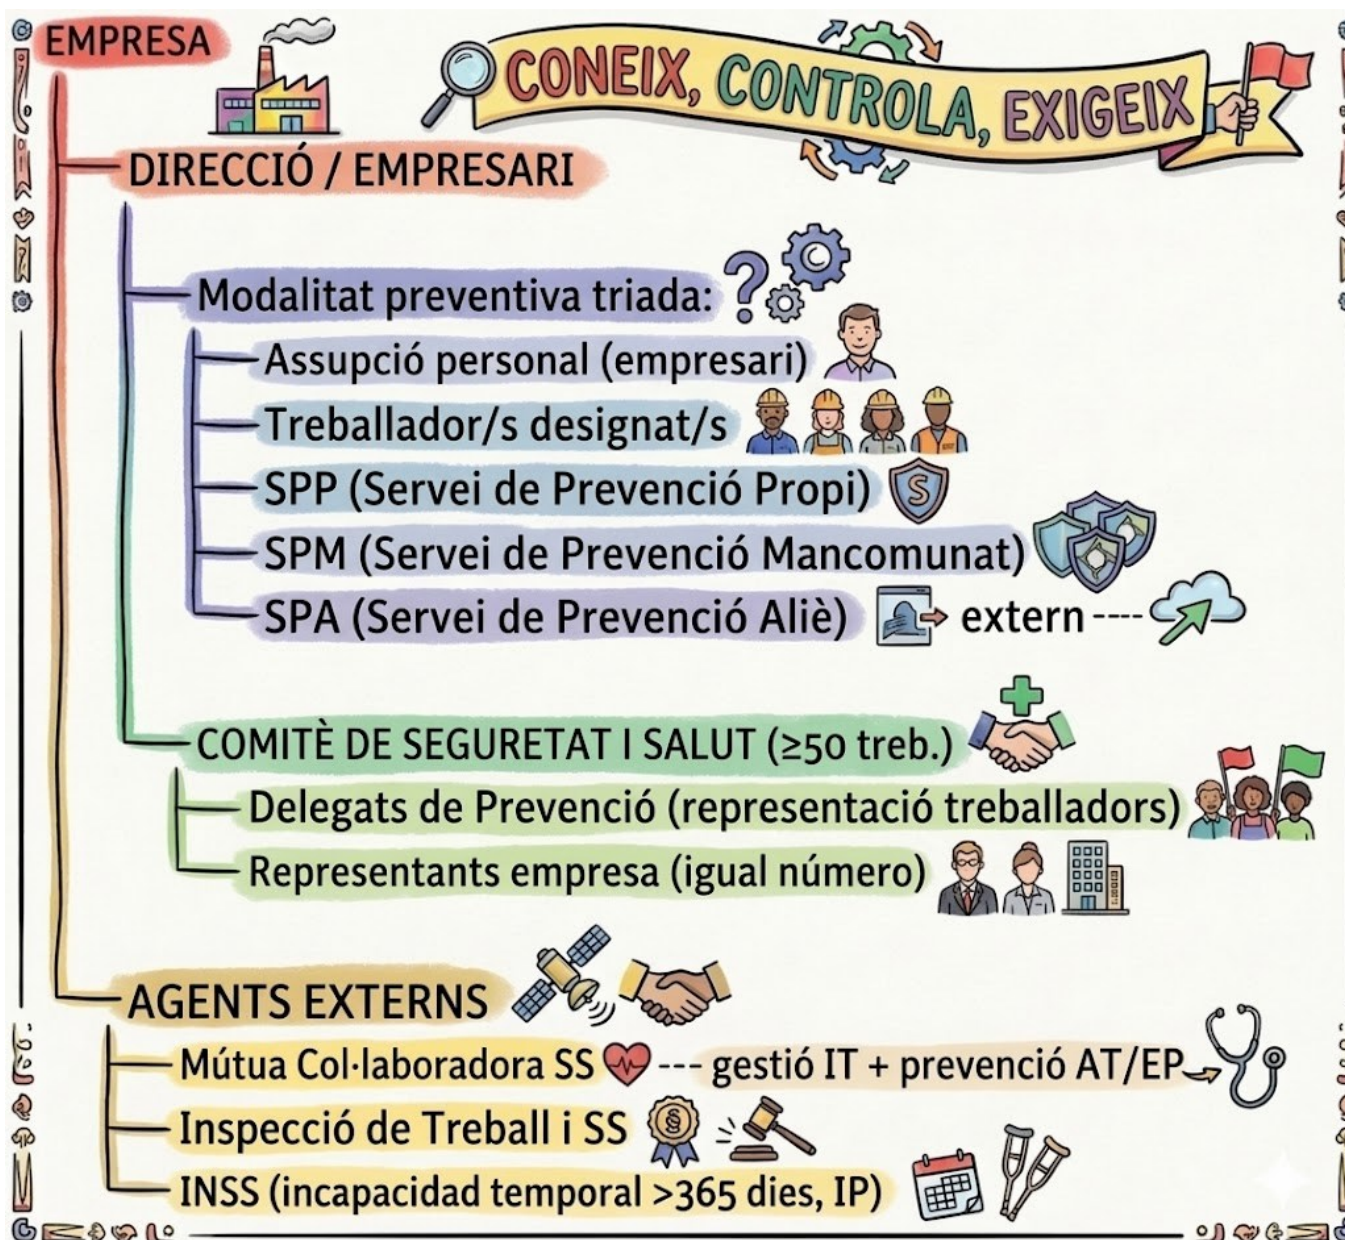 EMPRESA
CONEIX, CONTROLA, EXIGEIX
DIRECCIÓ / EMPRESARI
Modalitat preventiva triada: ?
Assupció personal (empresari)
Treballador/s designat/s
SPP (Servei de Prevenció Propi) S
SPM (Servei de Prevenció Mancomunat)
SPA (Servei de Prevenció Aliè) extern ----
COMITÈ DE SEGURETAT I SALUT (≥50 treb.)
Delegats de Prevenció (representació treballadors)
Representants empresa (igual número)
AGENTS EXTERNS
Mútua Col·laboradora SS --- gestió IT + prevenció AT/EP
Inspecció de Treball i SS §
INSS (incapacidad temporal >365 dies, IP)